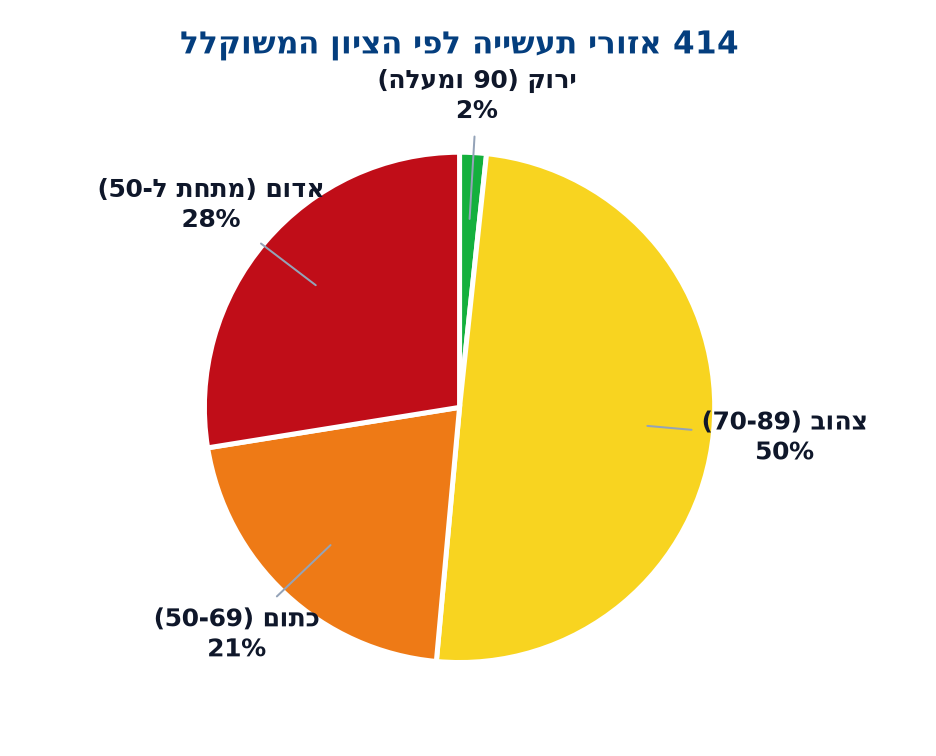 414 אזורי תעשייה לפי הציון המשוקלל
ירוק (90 ומעלה)
2%
אדום (מתחת ל-50)
28%
צהוב (70-89)
50%
כתום (50-69)
21%